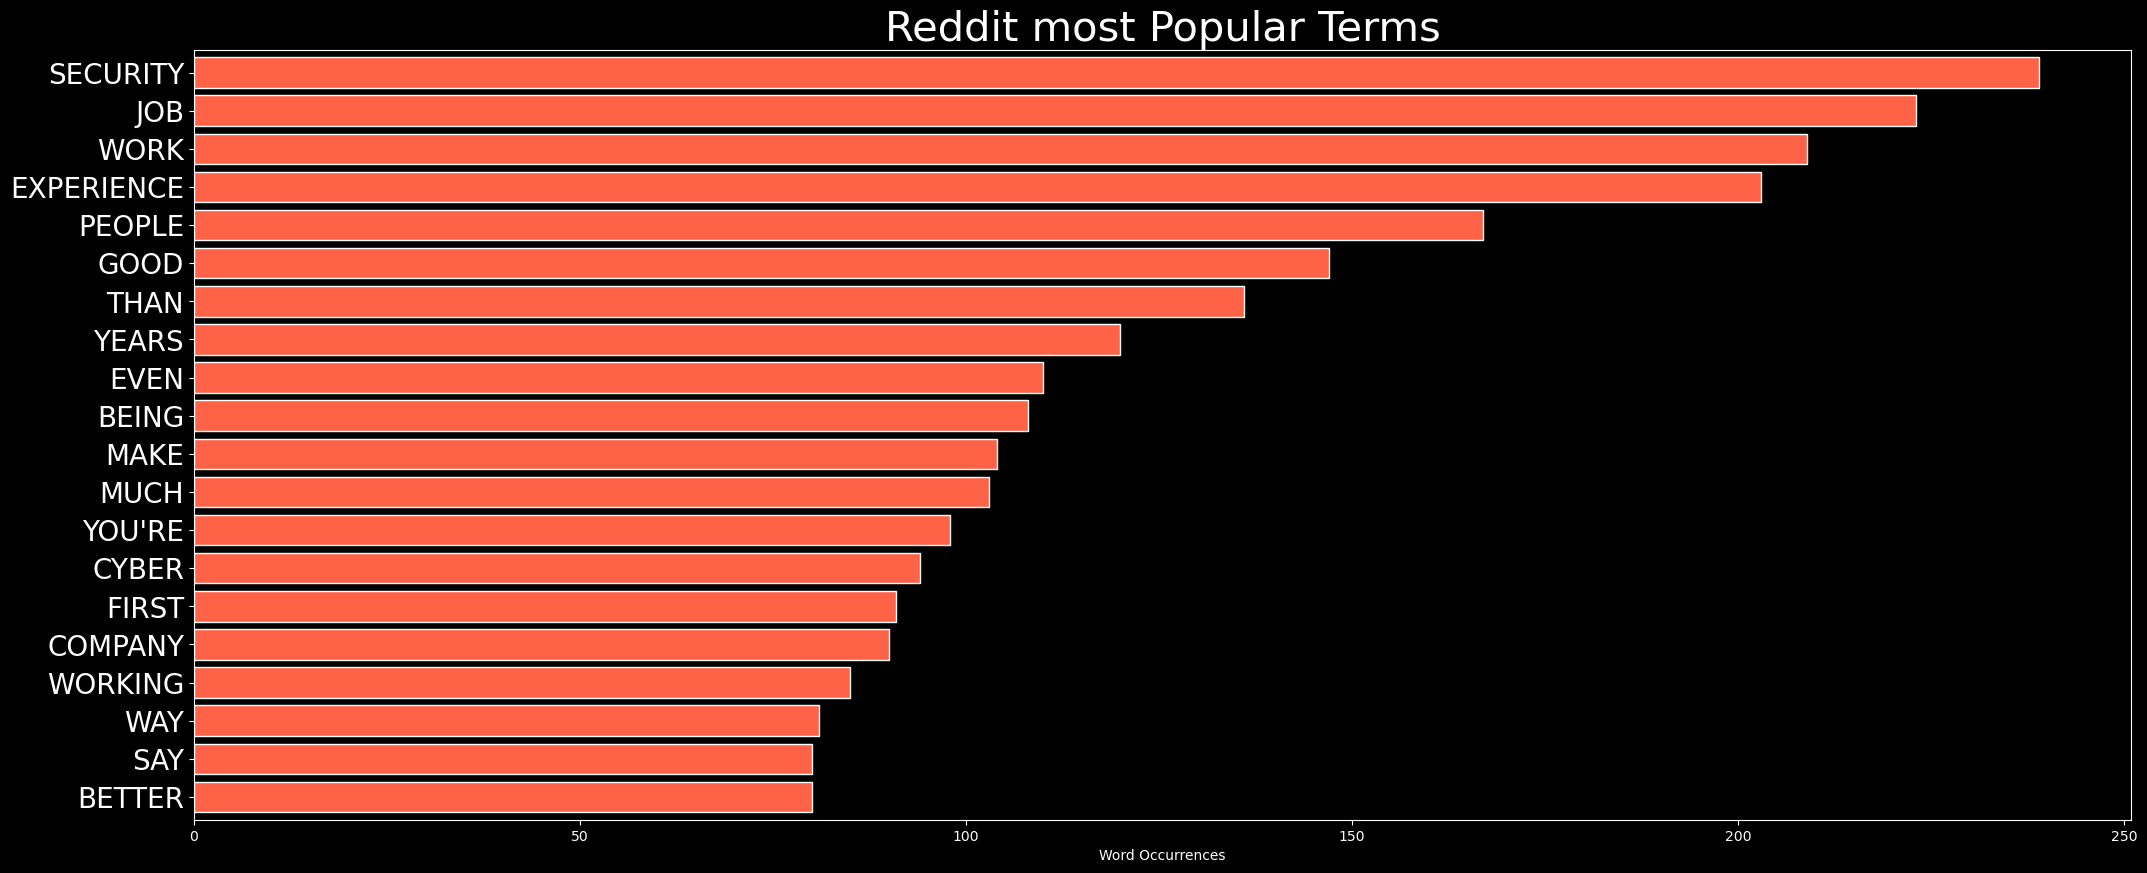 Reddit most Popular Terms
SECURITY
JOB
WORK
EXPERIENCE
PEOPLE
GOOD
THAN
YEARS
EVEN
BEING
MAKE
MUCH
YOU'RE
CYBER
FIRST
COMPANY
WORKING
WAY
SAY
BETTER
0 50 100 150 200 250
Word Occurrences